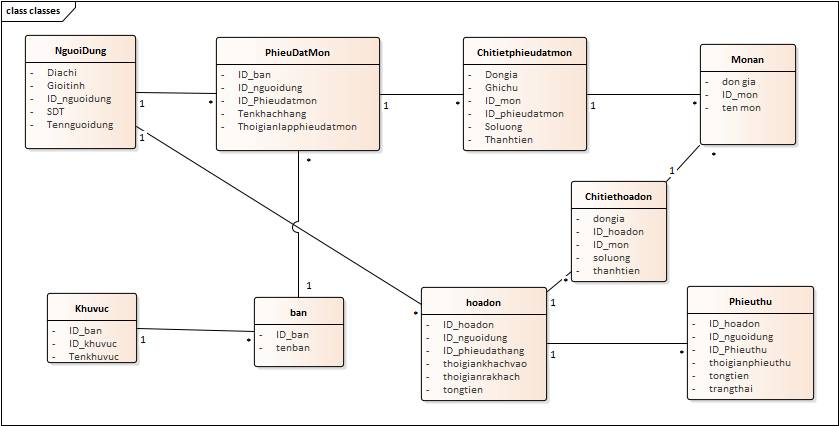 class classes
NguoiDung
- Diachi
- Gioitinh
- ID_nguoidung
- SDT
- Tennguoidung
PhieuDatMon
- ID_ban
- ID_nguoidung
- ID_Phieudatmon
- Tenkhachhang
- Thoigianlapphieudatmon
Chitietphieudatmon
- Dongia
- Ghichu
- ID_mon
- ID_phieudatmon
- Soluong
- Thanhtien
Monan
- don gia
- ID_mon
- ten mon
1
*
1
*
1
*
1
*
*
1
Chitiethoadon
- dongia
- ID_hoadon
- ID_mon
- soluong
- thanhtien
*
1
Khuvuc
- ID_ban
- ID_khuvuc
- Tenkhuvuc
1
*
1
ban
- ID_ban
- tenban
*
hoadon
- ID_hoadon
- ID_nguoidung
- ID_phieudathang
- thoigiankhachvao
- thoigianrakhach
- tongtien
1
*
Phieuthu
- ID_hoadon
- ID_nguoidung
- ID_Phieuthu
- thoigianphieuthu
- tongtien
- trangthai